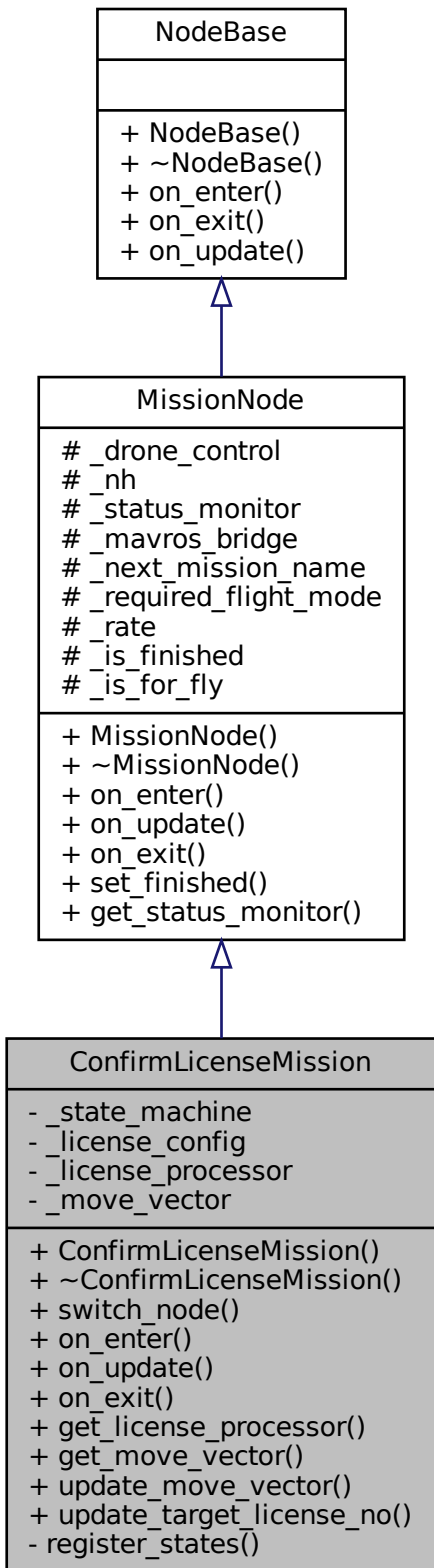 NodeBase
+ NodeBase()
+ ~NodeBase()
+ on_enter()
+ on_exit()
+ on_update()
MissionNode
# _drone_control
# _nh
# _status_monitor
# _mavros_bridge
# _next_mission_name
# _required_flight_mode
# _rate
# _is_finished
# _is_for_fly
+ MissionNode()
+ ~MissionNode()
+ on_enter()
+ on_update()
+ on_exit()
+ set_finished()
+ get_status_monitor()
ConfirmLicenseMission
- _state_machine
- _license_config
- _license_processor
- _move_vector
+ ConfirmLicenseMission()
+ ~ConfirmLicenseMission()
+ switch_node()
+ on_enter()
+ on_update()
+ on_exit()
+ get_license_processor()
+ get_move_vector()
+ update_move_vector()
+ update_target_license_no()
- register_states()